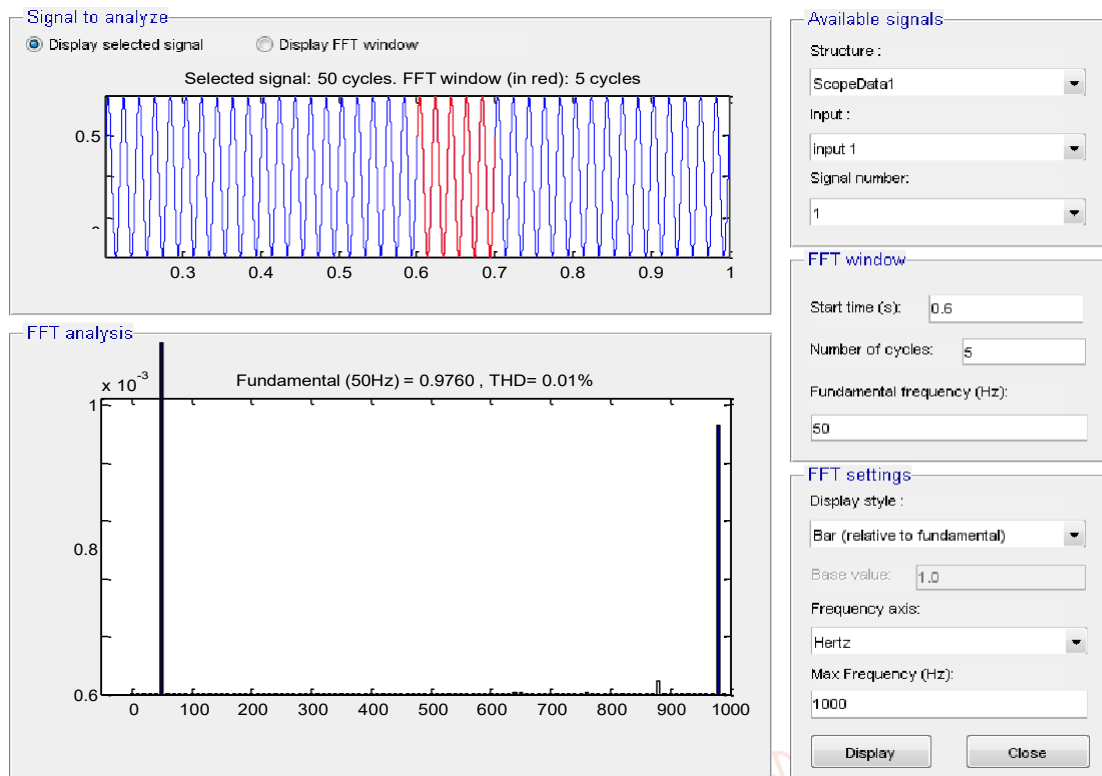 Signal to analyze
Display selected signal
Display FFT window
Selected signal: 50 cycles. FFT window (in red): 5 cycles
0.5
0.3 0.4 0.5 0.6 0.7 0.8 0.9 1
FFT analysis
x 10-3
Fundamental (50Hz) = 0.9760 , THD= 0.01%
1
0.8
0.6
0 100 200 300 400 500 600 700 800 900 1000
Available signals
Structure :
ScopeData1
Input :
input 1
Signal number:
1
FFT window
Start time (s): 0.6
Number of cycles: 5
Fundamental frequency (Hz):
50
FFT settings
Display style :
Bar (relative to fundamental)
Base value: 1.0
Frequency axis:
Hertz
Max Frequency (Hz):
1000
Display Close